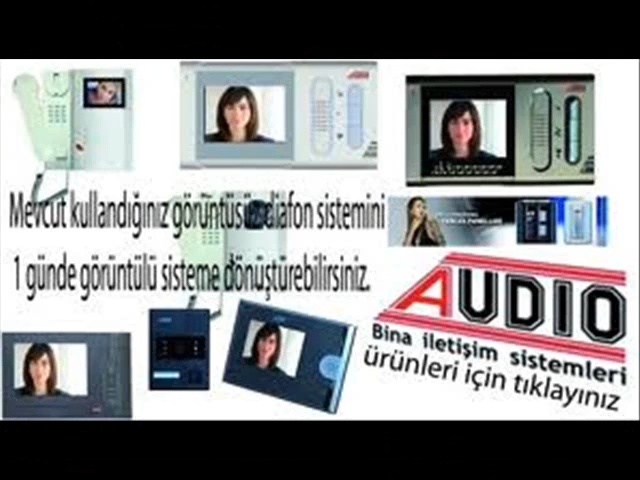 Mevcut kullandığınız görüntüsüz diafon sistemini
1 günde görüntülü sisteme dönüştürebilirsiniz.
AUDIO
Bina iletişim sistemleri
ürünleri için tıklayınız